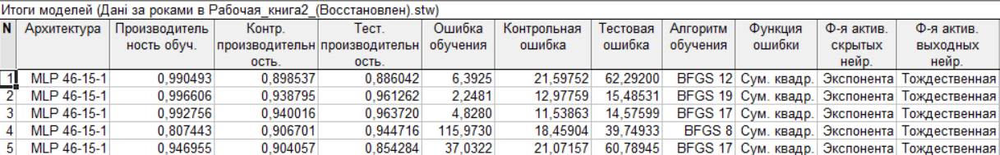 Итоги моделей (Дані за роками в Рабочая_книга2_(Восстановлен).stw)
N Архитектура Производитель ность обуч. Контр. производительн ость. Тест. производительн ость. Ошибка обучения Контрольная ошибка Тестовая ошибка Алгоритм обучения Функция ошибки Ф-я актив. скрытых нейр. Ф-я актив. выходных нейр.
1 MLP 46-15-1 0,990493 0,898537 0,886042 6,3925 21,59752 62,29200 BFGS 12 Сум. квадр. Экспонента Тождественная
2 MLP 46-15-1 0,996606 0,938795 0,961262 2,2481 12,97759 15,48531 BFGS 19 Сум. квадр. Экспонента Тождественная
3 MLP 46-15-1 0,992756 0,940016 0,963720 4,8280 11,53863 14,57599 BFGS 17 Сум. квадр. Экспонента Тождественная
4 MLP 46-15-1 0,807443 0,906701 0,944716 115,9730 18,45904 39,74933 BFGS 8 Сум. квадр. Экспонента Тождественная
5 MLP 46-15-1 0,946955 0,904057 0,854284 37,0322 21,07157 60,78945 BFGS 17 Сум. квадр. Экспонента Тождественная